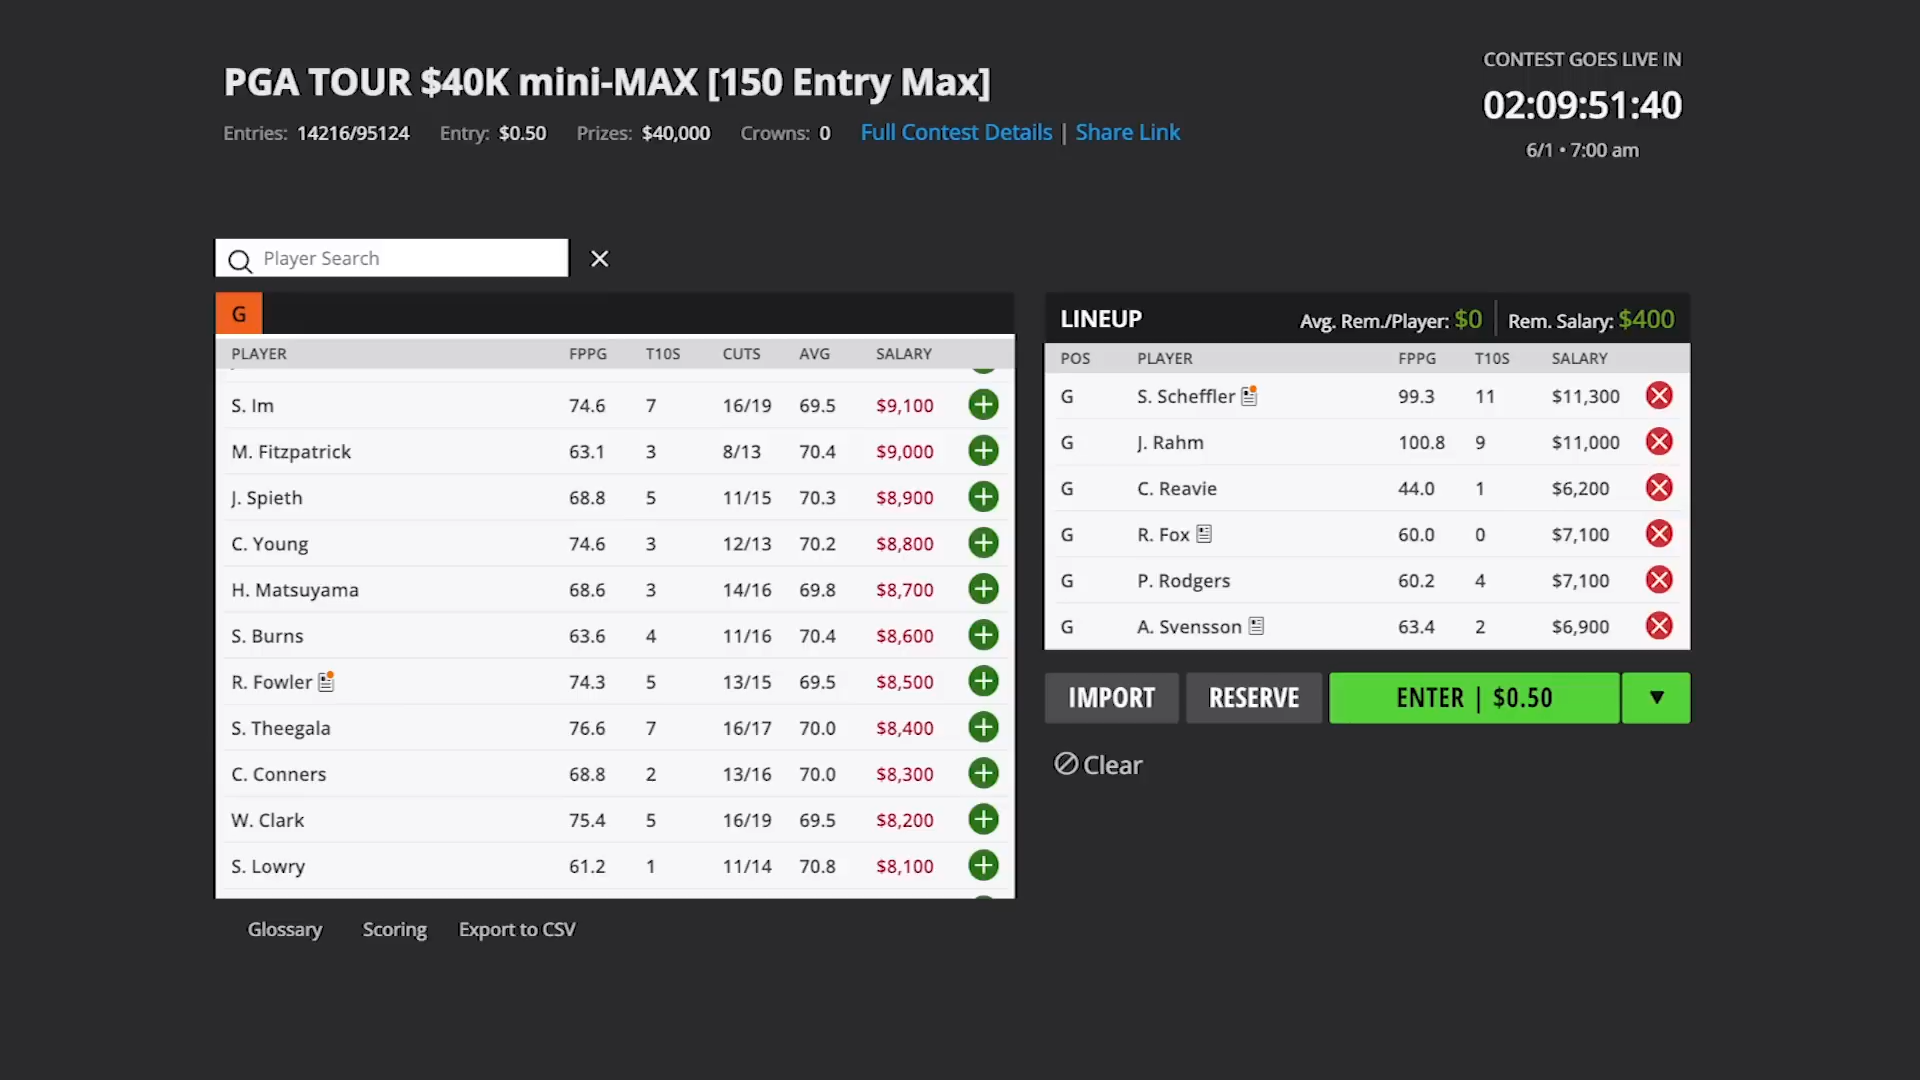 PGA TOUR $40K mini-MAX [150 Entry Max]
Entries: 14216/95124 Entry: $0.50 Prizes: $40,000 Crowns: 0 Full Contest Details | Share Link
CONTEST GOES LIVE IN
02:09:51:40
6/1 • 7:00 am
Player Search
G
PLAYER FPPG T10S CUTS AVG SALARY
S. Im 74.6 7 16/19 69.5 $9,100
M. Fitzpatrick 63.1 3 8/13 70.4 $9,000
J. Spieth 68.8 5 11/15 70.3 $8,900
C. Young 74.6 3 12/13 70.2 $8,800
H. Matsuyama 68.6 3 14/16 69.8 $8,700
S. Burns 63.6 4 11/16 70.4 $8,600
R. Fowler 74.3 5 13/15 69.5 $8,500
S. Theegala 76.6 7 16/17 70.0 $8,400
C. Conners 68.8 2 13/16 70.0 $8,300
W. Clark 75.4 5 16/19 69.5 $8,200
S. Lowry 61.2 1 11/14 70.8 $8,100
Glossary Scoring Export to CSV
LINEUP Avg. Rem./Player: $0 Rem. Salary: $400
POS PLAYER FPPG T10S SALARY
G S. Scheffler 99.3 11 $11,300
G J. Rahm 100.8 9 $11,000
G C. Reavie 44.0 1 $6,200
G R. Fox 60.0 0 $7,100
G P. Rodgers 60.2 4 $7,100
G A. Svensson 63.4 2 $6,900
IMPORT RESERVE ENTER | $0.50
Clear